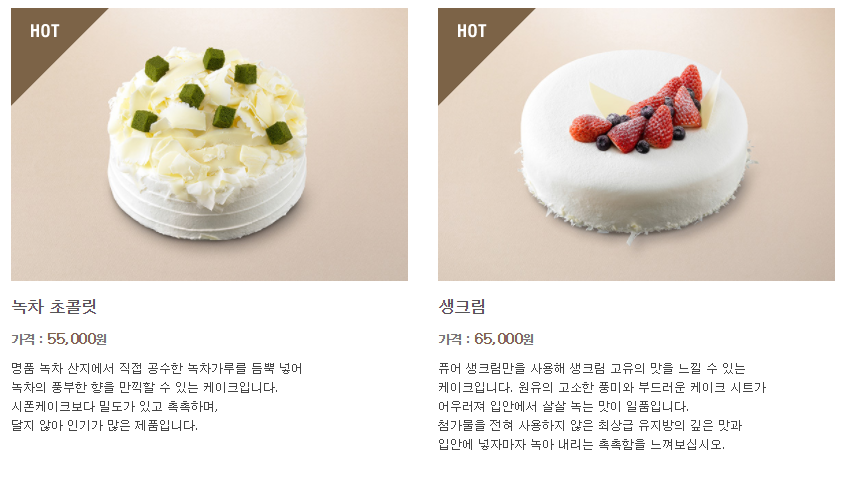 HOT
녹차 초콜릿
가격 : 55,000원
명품 녹차 산지에서 직접 공수한 녹차가루를 듬뿍 넣어
녹차의 풍부한 향을 만끽할 수 있는 케이크입니다.
시폰케이크보다 밀도가 있고 촉촉하며,
달지 않아 인기가 많은 제품입니다.
HOT
생크림
가격 : 65,000원
퓨어 생크림만을 사용해 생크림 고유의 맛을 느낄 수 있는
케이크입니다. 원유의 고소한 풍미와 부드러운 케이크 시트가
어우러져 입안에서 살살 녹는 맛이 일품입니다.
첨가물을 전혀 사용하지 않은 최상급 유지방의 깊은 맛과
입안에 넣자마자 녹아 내리는 촉촉함을 느껴보십시오.